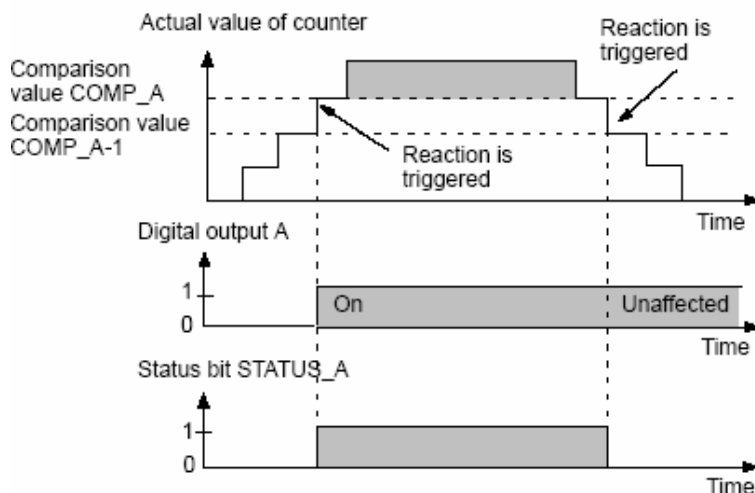 Actual value of counter
Reaction is
triggered
Comparison
value COMP_A
Comparison value
COMP_A-1
Reaction is
triggered
Time
Digital output A
1
0
On
Unaffected
Time
Status bit STATUS_A
1
0
Time